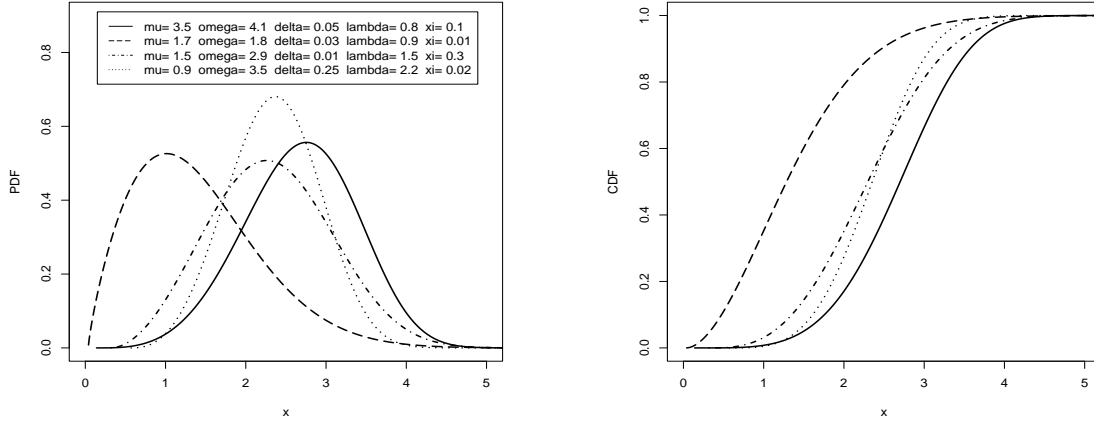 mu= 3.5 omega= 4.1 delta= 0.05 lambda= 0.8 xi= 0.1
mu= 1.7 omega= 1.8 delta= 0.03 lambda= 0.9 xi= 0.01
mu= 1.5 omega= 2.9 delta= 0.01 lambda= 1.5 xi= 0.3
mu= 0.9 omega= 3.5 delta= 0.25 lambda= 2.2 xi= 0.02
PDF
0.8
0.6
0.4
0.2
0.0
0 1 2 3 4 5
x
CDF
1.0
0.8
0.6
0.4
0.2
0.0
0 1 2 3 4 5
x